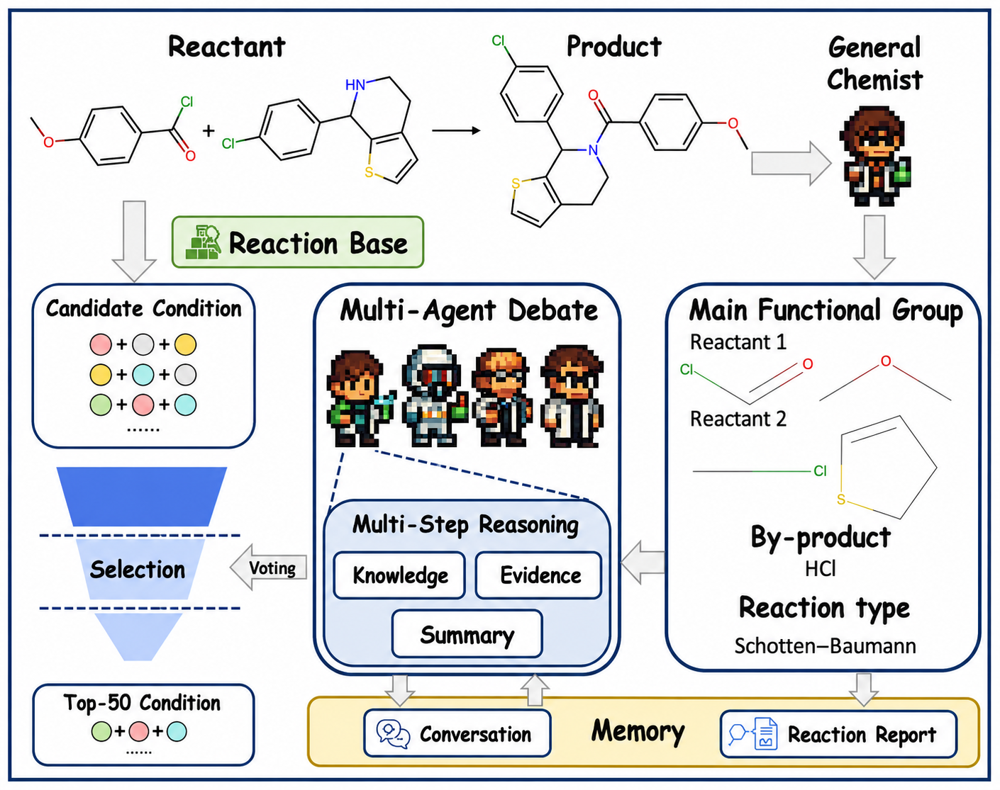 Reactant
Product
General
Chemist
O
Cl
O
+
Cl
HN
S
Cl
O
N
O
S
Reaction Base
Candidate Condition
+ +
+ +
+ +
......
Selection
Voting
Top-50 Condition
+ +
......
Multi-Agent Debate
Multi-Step Reasoning
Knowledge
Evidence
Summary
Main Functional Group
Reactant 1
Cl
O
O
Reactant 2
Cl
S
By-product
HCl
Reaction type
Schotten–Baumann
Conversation
Memory
Reaction Report